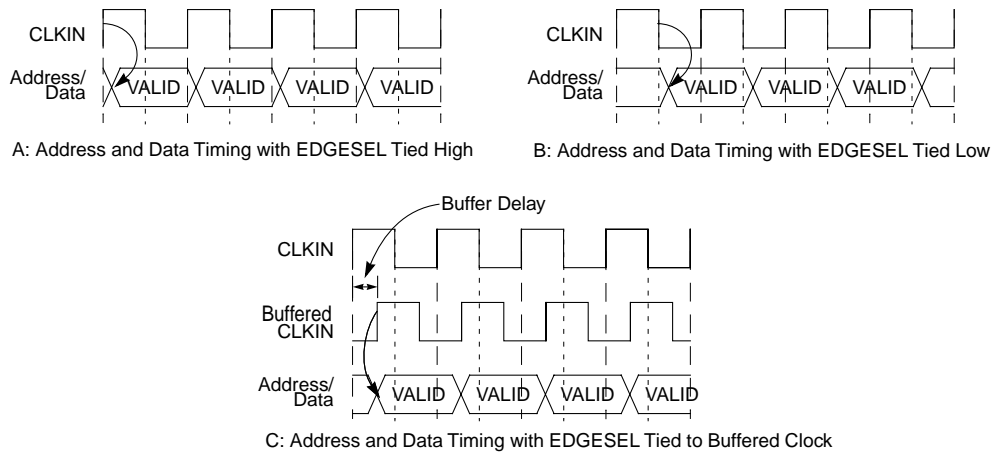 CLKIN
Address/
Data
VALID VALID VALID VALID
A: Address and Data Timing with EDGESEL Tied High
CLKIN
Address/
Data
VALID VALID VALID
B: Address and Data Timing with EDGESEL Tied Low
Buffer Delay
CLKIN
Buffered
CLKIN
Address/
Data
VALID VALID VALID VALID
C: Address and Data Timing with EDGESEL Tied to Buffered Clock